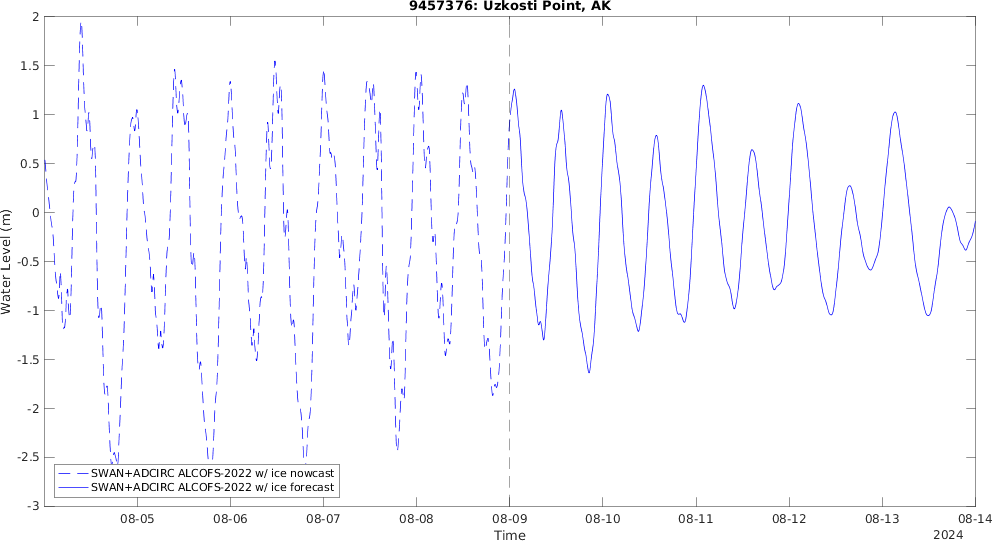 9457376: Uzkosti Point, AK
Water Level (m)
2
1.5
1
0.5
0
-0.5
-1
-1.5
-2
-2.5
-3
SWAN+ADCIRC ALCOFS-2022 w/ ice nowcast
SWAN+ADCIRC ALCOFS-2022 w/ ice forecast
08-05 08-06 08-07 08-08 08-09 08-10 08-11 08-12 08-13 08-14
Time
2024